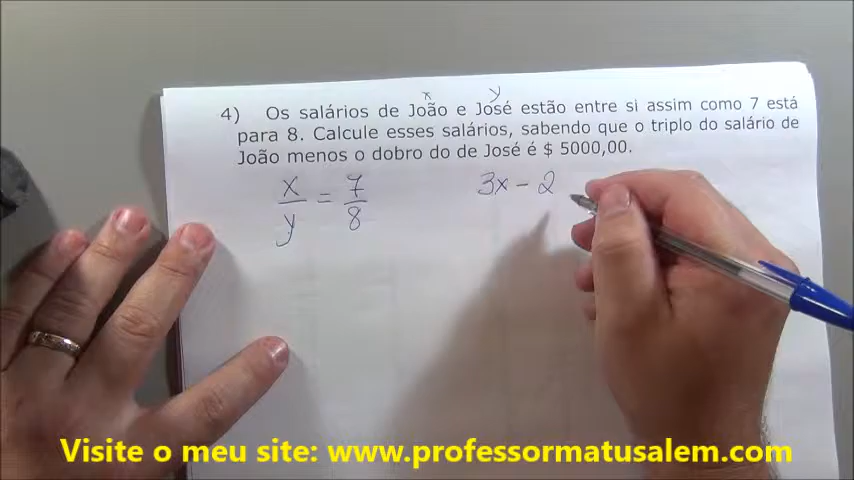 x y
4) Os salários de João e José estão entre si assim como 7 está
para 8. Calcule esses salários, sabendo que o triplo do salário de
João menos o dobro do de José é $ 5000,00.
x/y = 7/8 3x - 2
Visite o meu site: www.professormatusalem.com